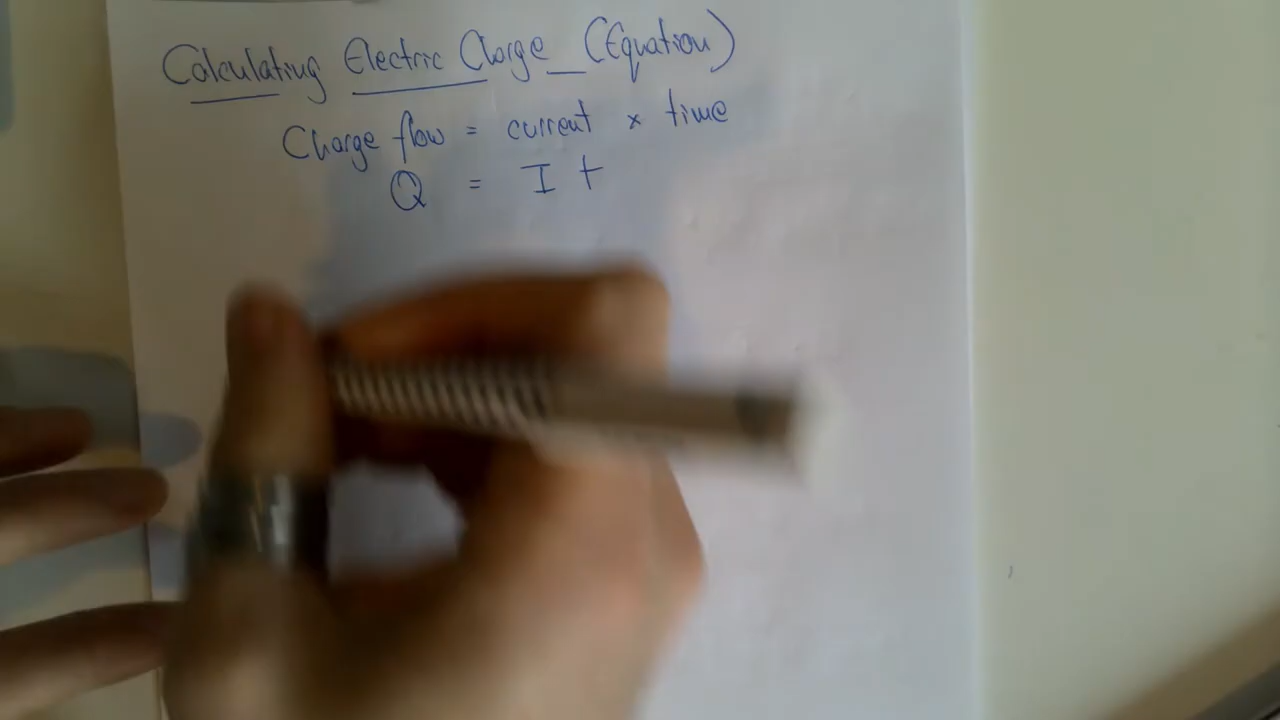 Calculating Electric Charge (Equation)
Charge flow = current × time
Q = I t